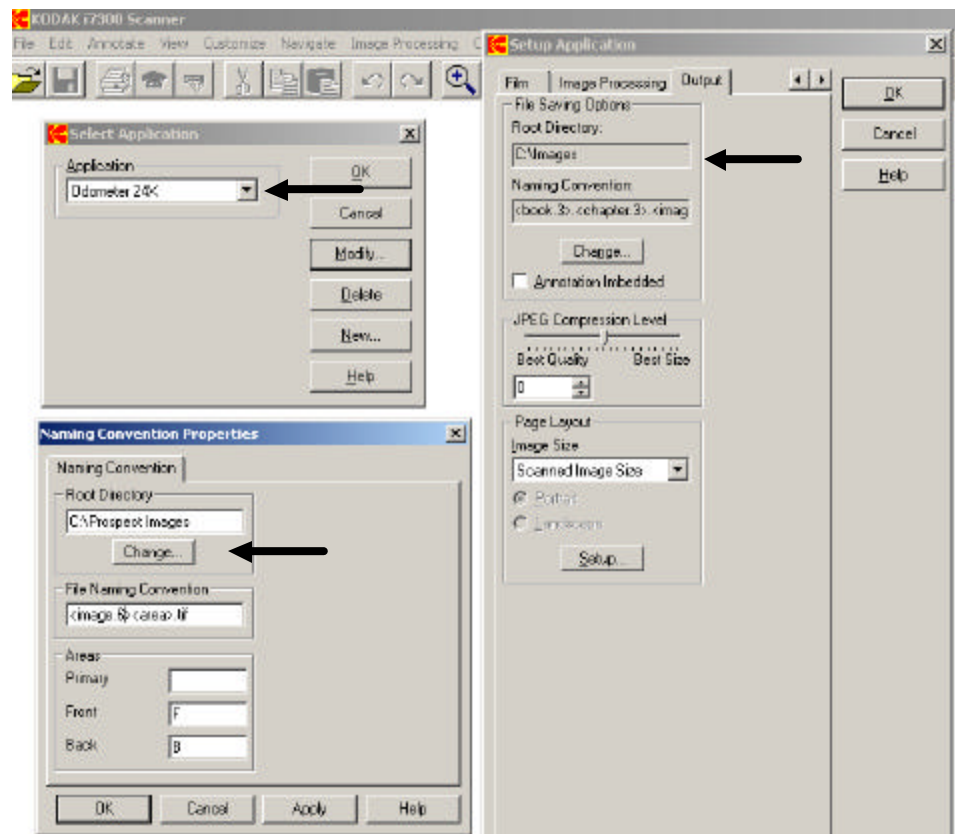 KODAK i7300 Scanner
File Edit Annotate View Customize Navigate Image Processing
Select Application
Application
Odometer 24K
OK
Cancel
Modify...
Delete
New...
Help
Naming Convention Properties
Naming Convention
Root Directory
C:\Prospect Images
Change...
File Naming Convention
<image.6><area>.tif
Areas
Primary
Front F
Back B
OK Cancel Apply Help
Setup Application
Film Image Processing Output
File Saving Options
Root Directory:
C:\Images
Naming Convention:
<book.3>.<chapter.3>.<imag
Change...
Annotation Imbedded
JPEG Compression Level
Best Quality Best Size
0
Page Layout
Image Size
Scanned Image Size
Portrait
Landscape
Setup...
OK
Cancel
Help